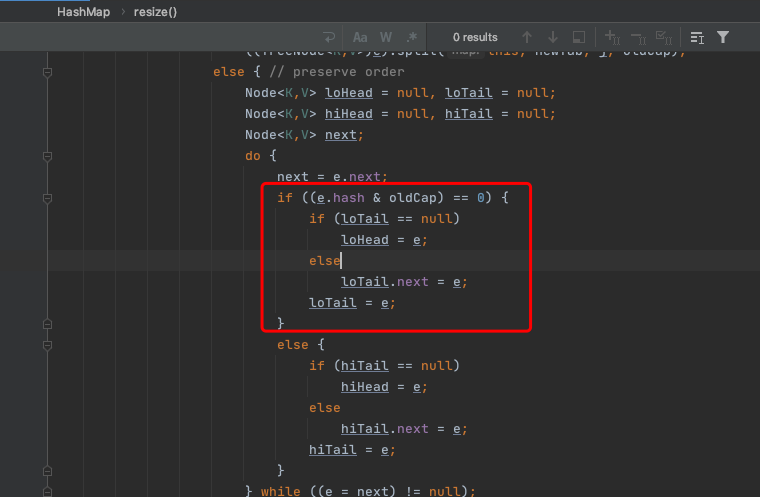 HashMap › resize()
Aa W .* 0 results
((TreeNode<K,V>)e).split( map: this, newTab, j, oldCap);
else { // preserve order
Node<K,V> loHead = null, loTail = null;
Node<K,V> hiHead = null, hiTail = null;
Node<K,V> next;
do {
next = e.next;
if ((e.hash & oldCap) == 0) {
if (loTail == null)
loHead = e;
else
loTail.next = e;
loTail = e;
}
else {
if (hiTail == null)
hiHead = e;
else
hiTail.next = e;
hiTail = e;
}
} while ((e = next) != null);